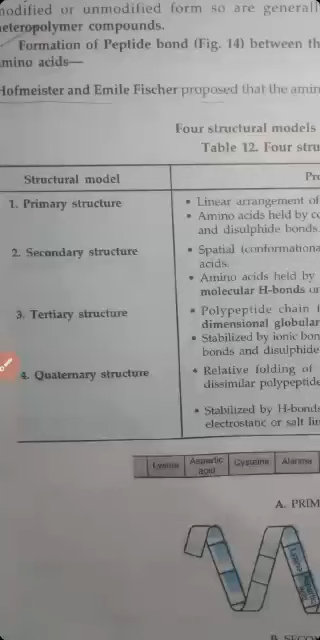 modified or unmodified form so are general
heteropolymer compounds.
Formation of Peptide bond (Fig. 14) between th
amino acids—
Hofmeister and Emile Fischer proposed that the amin
Four structural models
Table 12. Four stru
Structural model
Pr
1. Primary structure
• Linear arrangement of
• Amino acids held by co
and disulphide bonds.
2. Secondary structure
• Spatial (conformationa
acids.
• Amino acids held by
molecular H-bonds or
3. Tertiary structure
• Polypeptide chain f
dimensional globular
• Stabilized by ionic bon
bonds and disulphide
4. Quaternary structure
• Relative folding of
dissimilar polypeptide
• Stabilized by H-bonds
electrostatic or salt lin
Lysine Aspartic acid Cysteine Alanine
A. PRIM
B. SECON